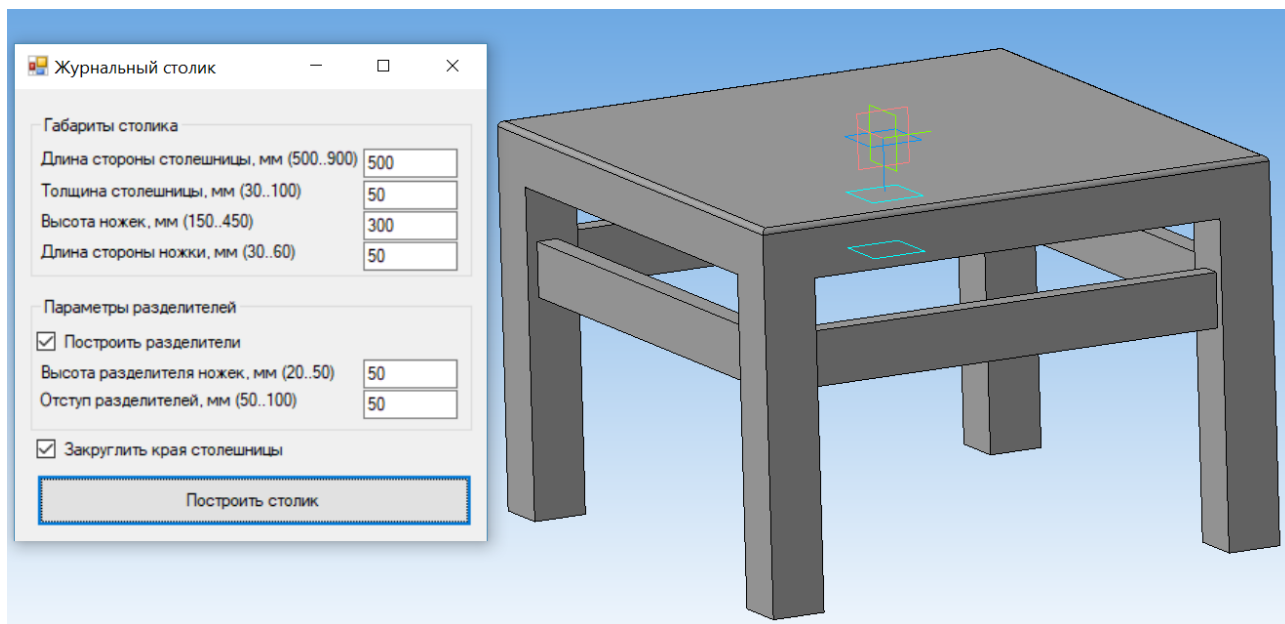 Журнальный столик
Габариты столика
Длина стороны столешницы, мм (500..900) 500
Толщина столешницы, мм (30..100) 50
Высота ножек, мм (150..450) 300
Длина стороны ножки, мм (30..60) 50
Параметры разделителей
Построить разделители
Высота разделителя ножек, мм (20..50) 50
Отступ разделителей, мм (50..100) 50
Закруглить края столешницы
Построить столик